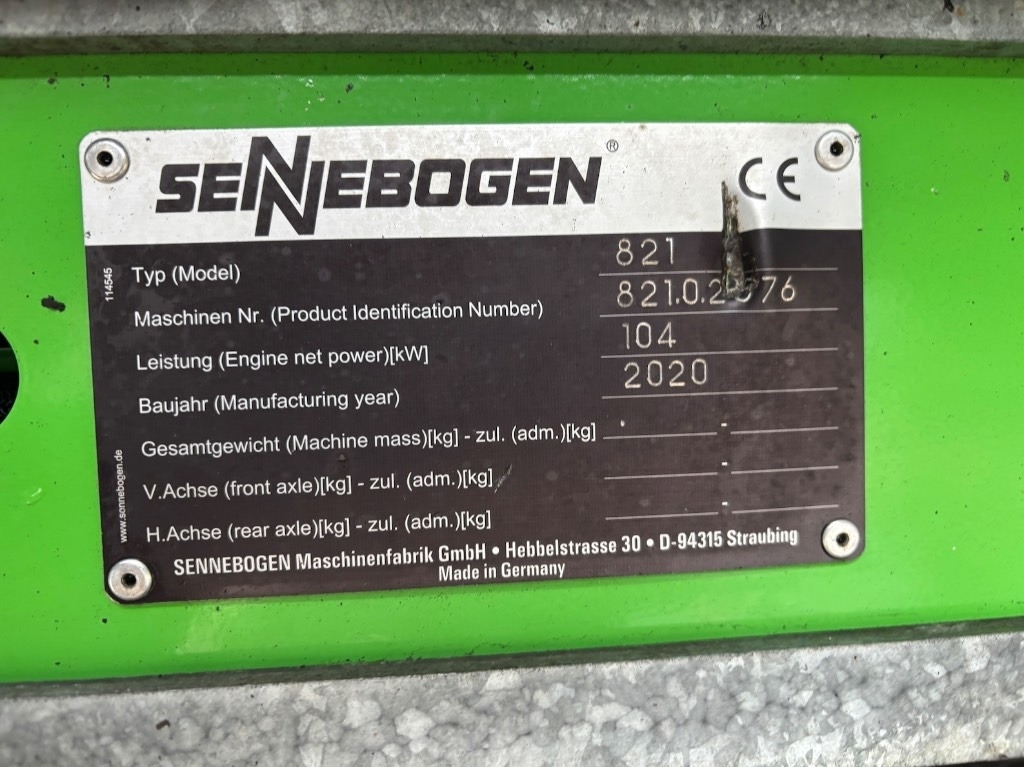 SENNEBOGEN®
CE
114545
Typ (Model) 821
Maschinen Nr. (Product Identification Number)
Leistung (Engine net power)[kW] 104
Baujahr (Manufacturing year) 2020
Gesamtgewicht (Machine mass)[kg] - zul. (adm.)[kg] -
V.Achse (front axle)[kg] - zul. (adm.)[kg] -
H.Achse (rear axle)[kg] - zul. (adm.)[kg] -
www.sennebogen.de
SENNEBOGEN Maschinenfabrik GmbH • Hebbelstrasse 30 • D-94315 Straubing
Made in Germany